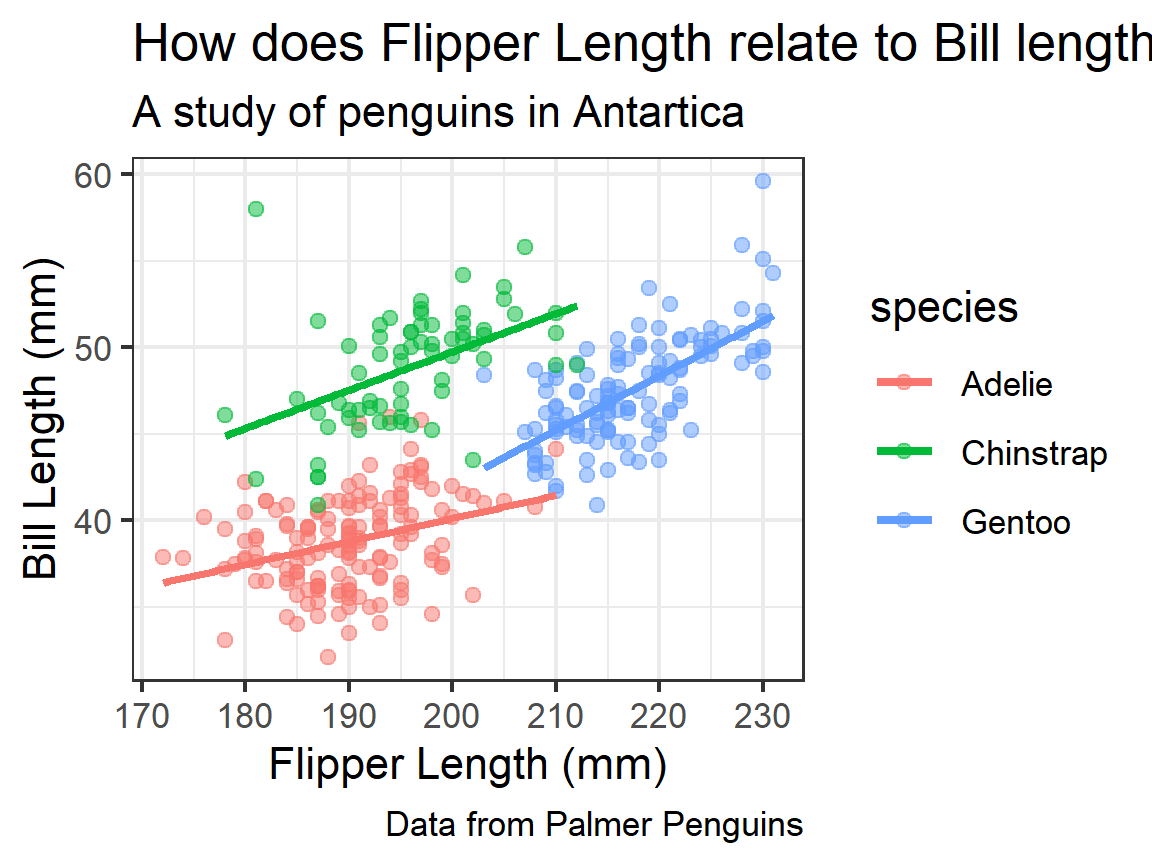 How does Flipper Length relate to Bill length
A study of penguins in Antartica
60
50
40
Bill Length (mm)
170 180 190 200 210 220 230
Flipper Length (mm)
species
Adelie
Chinstrap
Gentoo
Data from Palmer Penguins